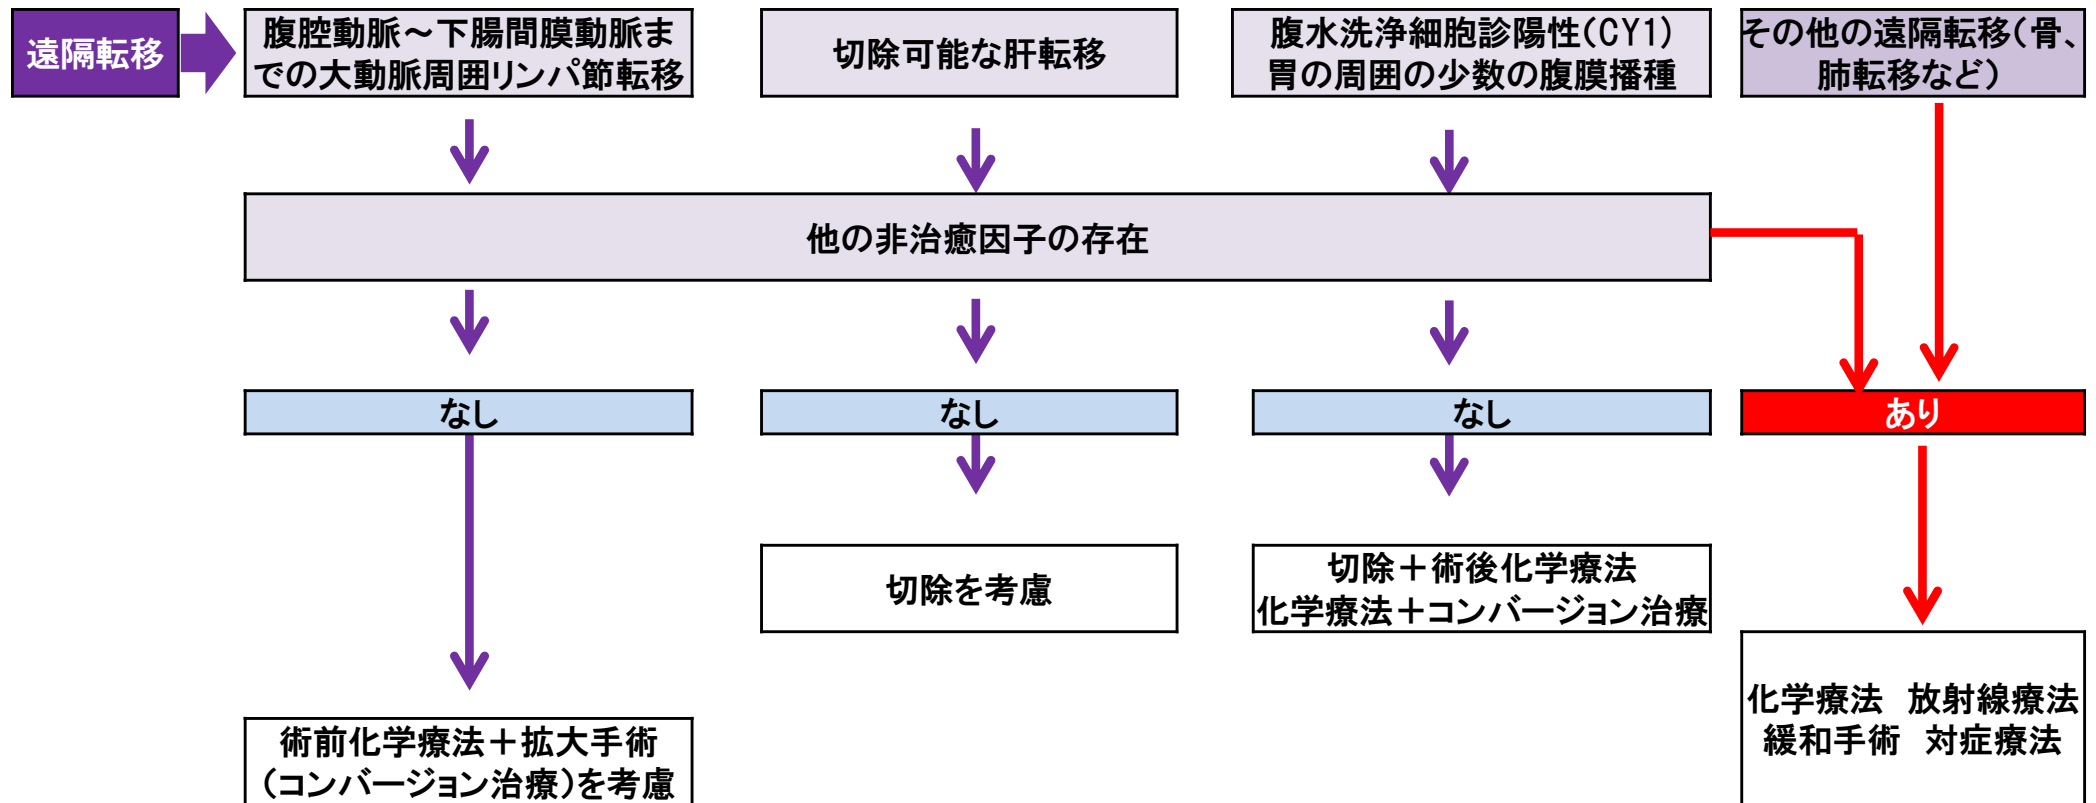 遠隔転移
腹腔動脈～下腸間膜動脈ま
での大動脈周囲リンパ節転移
切除可能な肝転移
腹水洗浄細胞診陽性(CY1)
胃の周囲の少数の腹膜播種
その他の遠隔転移(骨、
肺転移など)
他の非治癒因子の存在
なし
なし
なし
あり
切除を考慮
切除＋術後化学療法
化学療法＋コンバージョン治療
化学療法　放射線療法
緩和手術　対症療法
術前化学療法＋拡大手術
(コンバージョン治療)を考慮